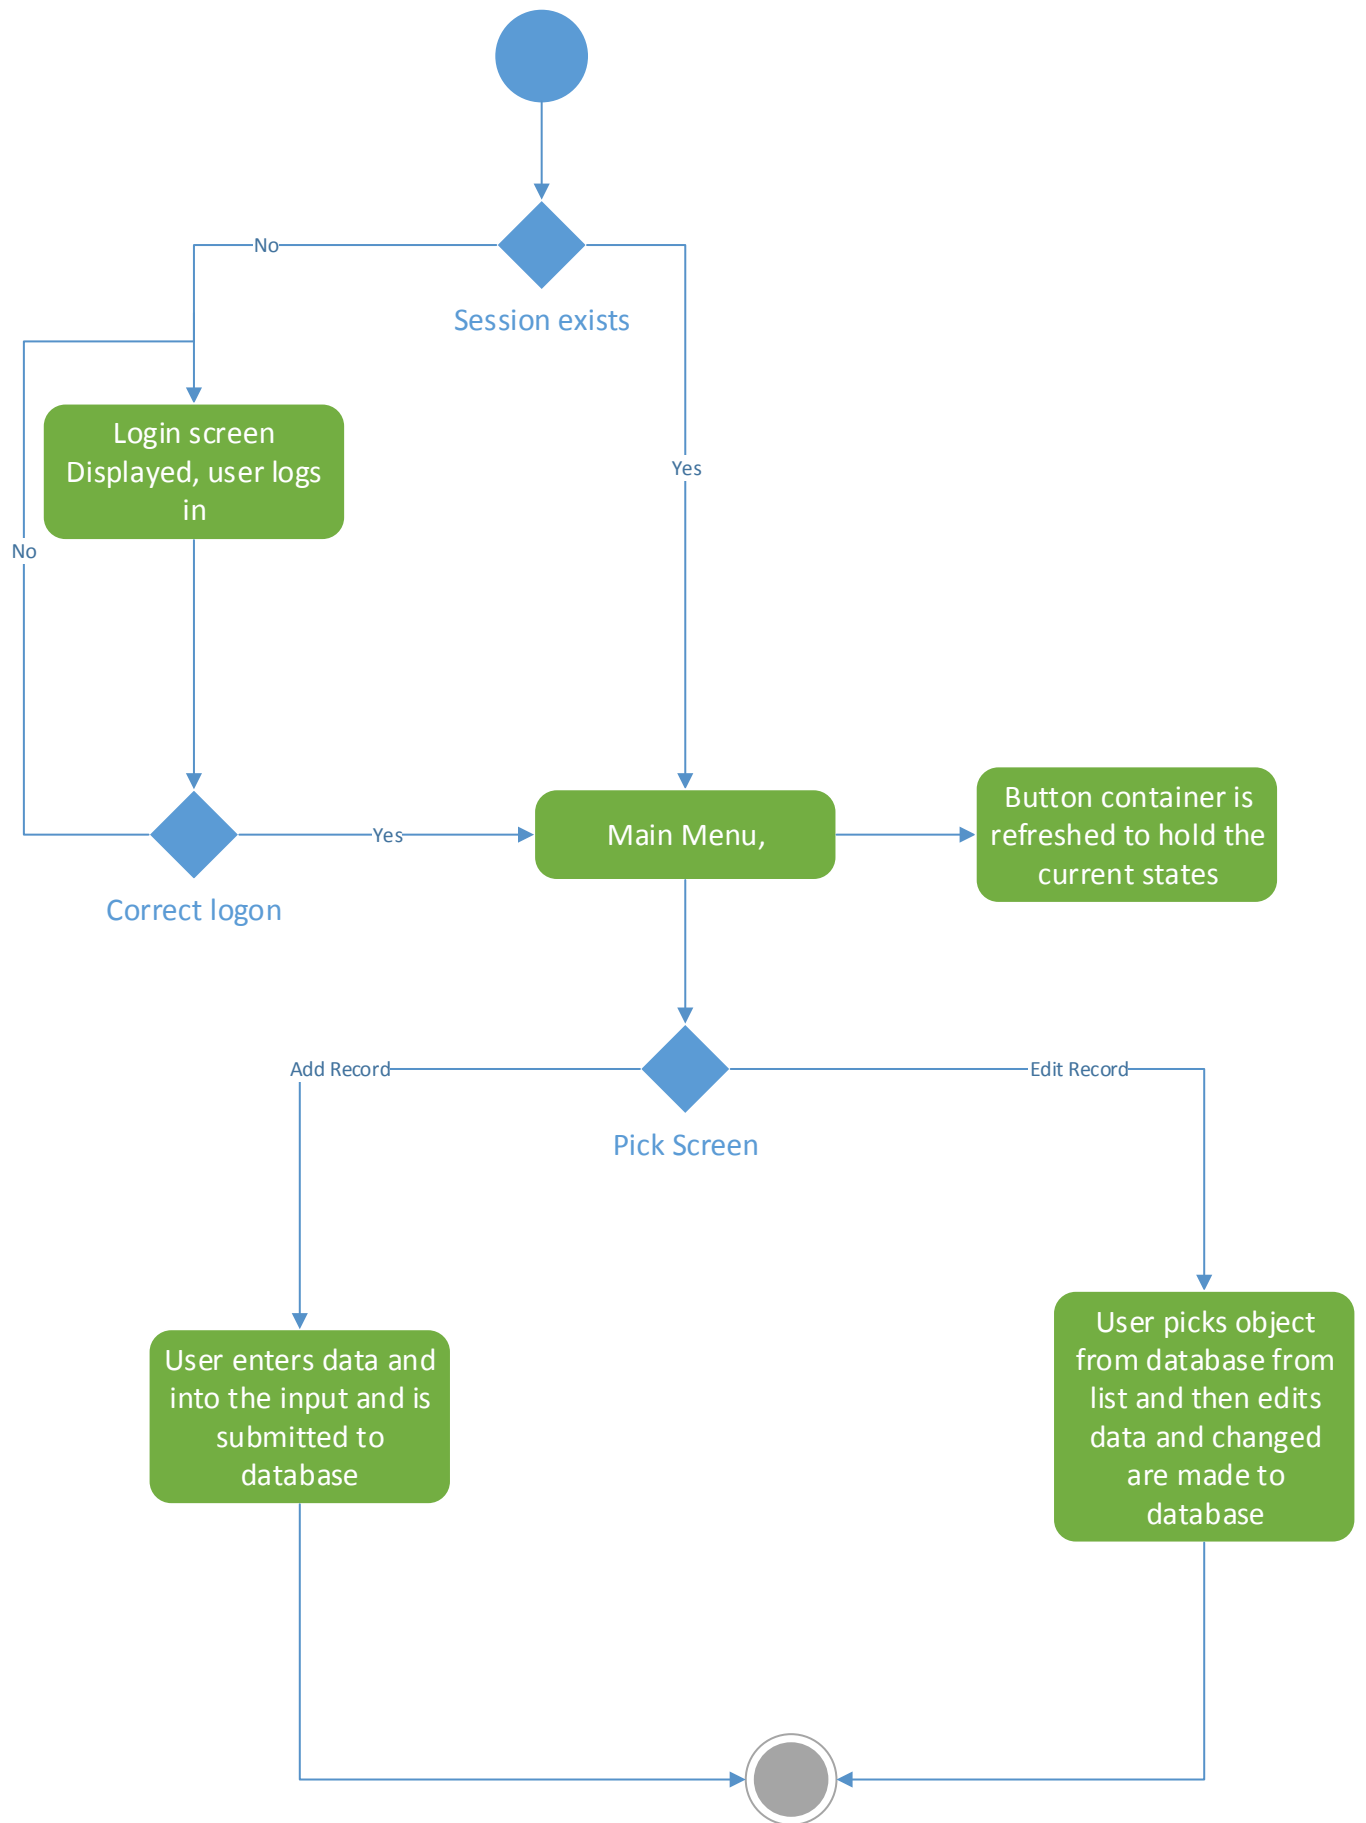 No
Session exists
Login screen
Displayed, user logs
in
Yes
No
Button container is
refreshed to hold the
current states
Yes
Main Menu,
Correct logon
Add Record
Edit Record
Pick Screen
User enters data and
into the input and is
submitted to
database
User picks object
from database from
list and then edits
data and changed
are made to
database